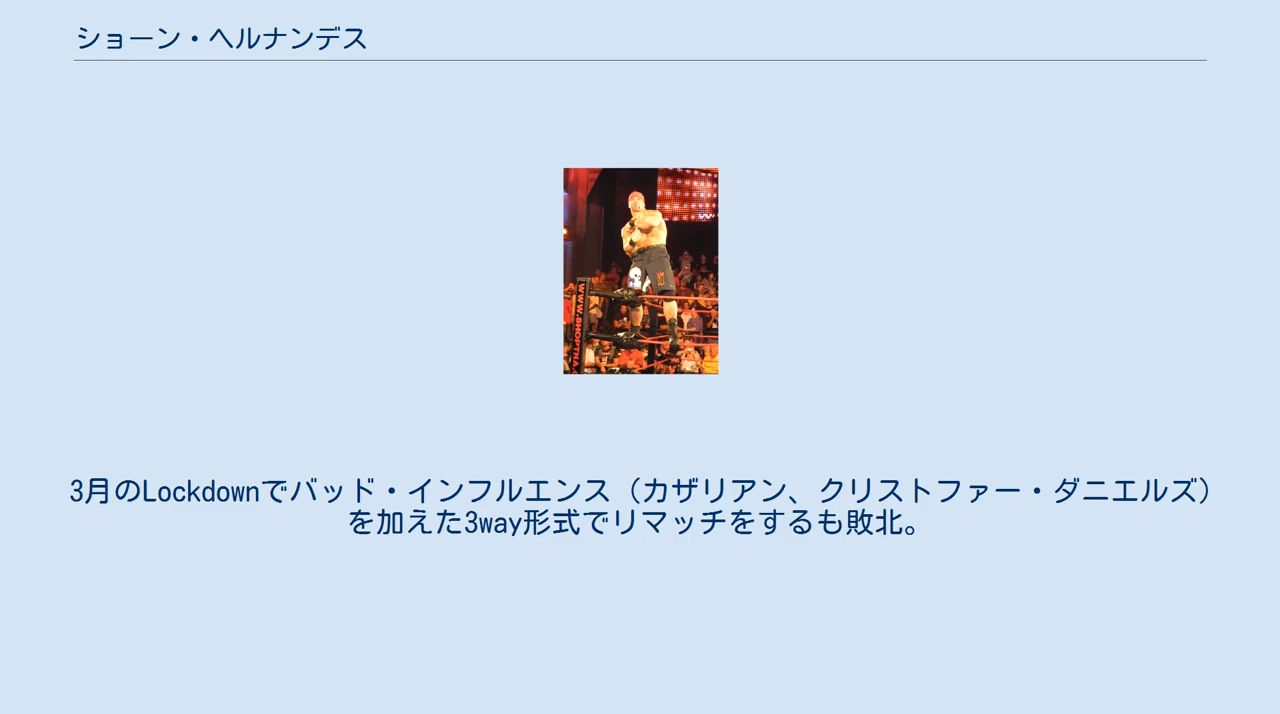 ショーン・ヘルナンデス
WWW.SHOPTNA.
3月のLockdownでバッド・インフルエンス（カザリアン、クリストファー・ダニエルズ）
を加えた3way形式でリマッチをするも敗北。